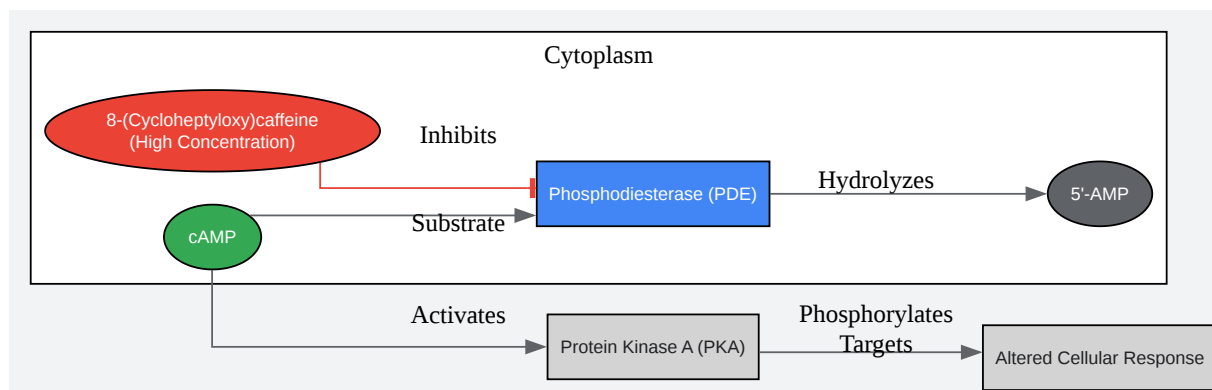 Cytoplasm
8-(Cycloheptyloxy)caffeine
(High Concentration)
Inhibits
Phosphodiesterase (PDE)
Hydrolyzes
5'-AMP
cAMP
Substrate
Activates
Protein Kinase A (PKA)
Phosphorylates
Targets
Altered Cellular Response